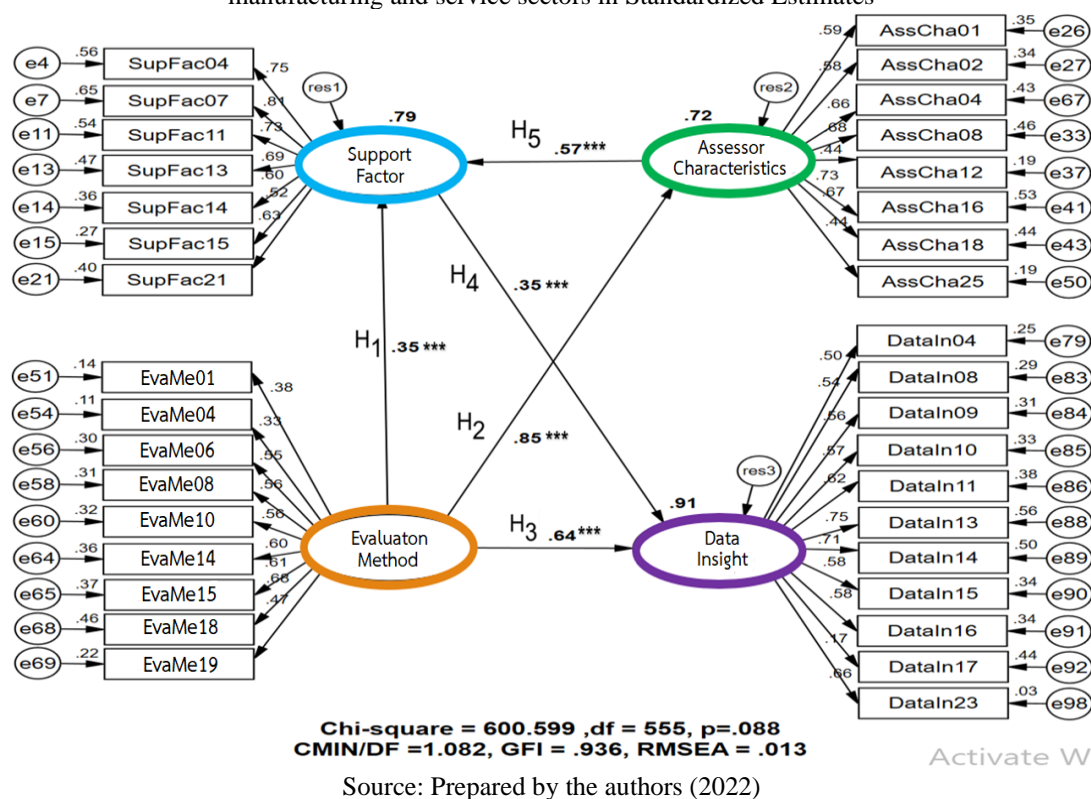 manufacturing and service sectors in Standardized Estimates
e4 .56 SupFac04 .75
e7 .65 SupFac07 .81
e11 .54 SupFac11 .73
e13 .47 SupFac13 .69
e14 .36 SupFac14 .60
e15 .27 SupFac15 .52
e21 .40 SupFac21 .63
res1
.79
Support
Factor
H5
.57***
res2
.72
Assessor
Characteristics
.59 AssCha01 .35 e26
.58 AssCha02 .34 e27
.66 AssCha04 .43 e67
.68 AssCha08 .46 e33
.44 AssCha12 .19 e37
.73 AssCha16 .53 e41
.67 AssCha18 .44 e43
.44 AssCha25 .19 e50
H4
.35 ***
H1
.35 ***
H2
.85 ***
e51 .14 EvaMe01 .38
e54 .11 EvaMe04 .33
e56 .30 EvaMe06 .55
e58 .31 EvaMe08 .56
e60 .32 EvaMe10 .56
e64 .36 EvaMe14 .60
e65 .37 EvaMe15 .61
e68 .46 EvaMe18 .68
e69 .22 EvaMe19 .47
Evaluaton
Method
H3
.64***
res3
.91
Data
Insight
.50 DataIn04 .25 e79
.54 DataIn08 .29 e83
.56 DataIn09 .31 e84
.57 DataIn10 .33 e85
.62 DataIn11 .38 e86
.75 DataIn13 .56 e88
.71 DataIn14 .50 e89
.58 DataIn15 .34 e90
.58 DataIn16 .34 e91
.17 DataIn17 .44 e92
.66 DataIn23 .03 e98
Chi-square = 600.599 ,df = 555, p=.088
CMIN/DF =1.082, GFI = .936, RMSEA = .013
Activate W
Source: Prepared by the authors (2022)